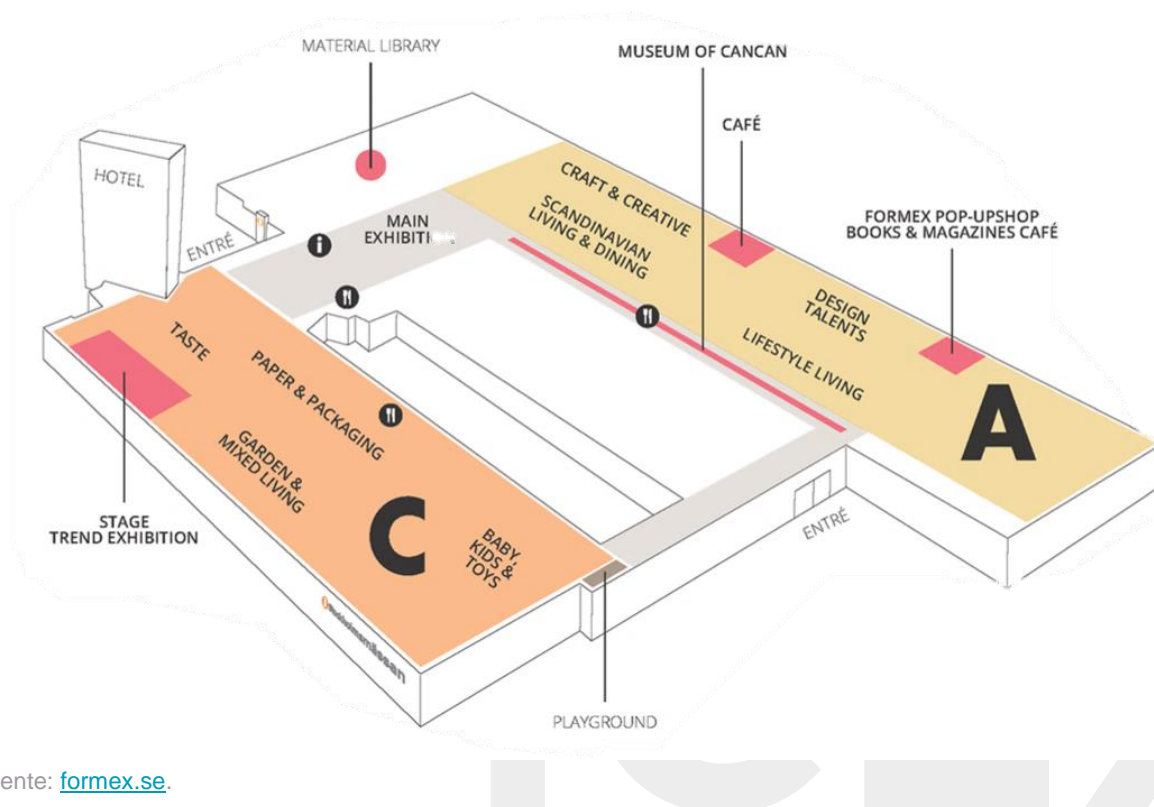 MATERIAL LIBRARY
MUSEUM OF CANCAN
CAFÉ
HOTEL
CRAFT & CREATIVE
SCANDINAVIAN
LIVING & DINING
FORMEX POP-UPSHOP
BOOKS & MAGAZINES CAFÉ
MAIN
ENTRÉ
i
DESIGN
TALENTS
LIFESTYLE LIVING
TASTE
PAPER & PACKAGING
A
GARDEN &
MIXED LIVING
STAGE
TREND EXHIBITION
C
BABY,
KIDS &
TOYS
ENTRÉ
Stockholmsmässan
PLAYGROUND
ente: formex.se.